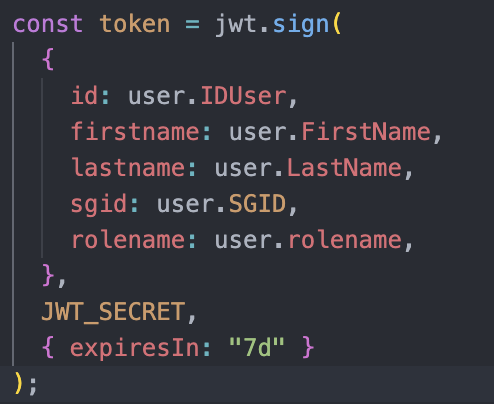 const token = jwt.sign(
  {
    id: user.IDUser,
    firstname: user.FirstName,
    lastname: user.LastName,
    sgid: user.SGID,
    rolename: user.rolename,
  },
  JWT_SECRET,
  { expiresIn: "7d" }
);